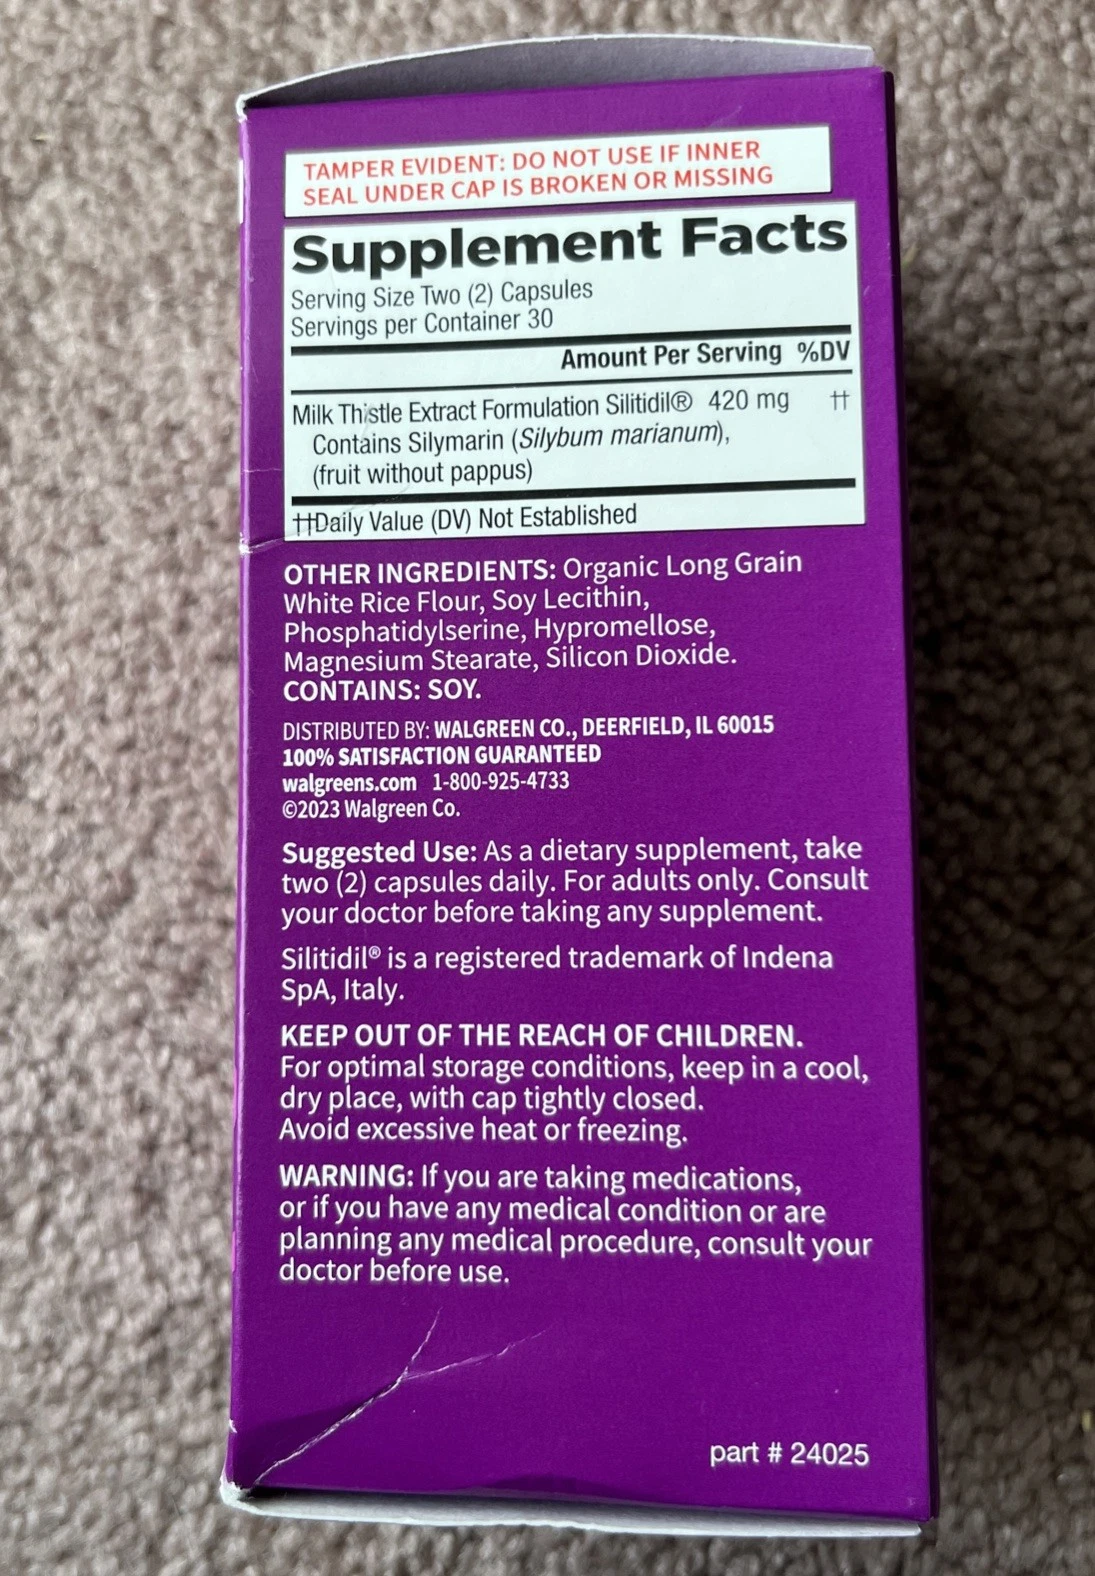 TAMPER EVIDENT: DO NOT USE IF INNER
SEAL UNDER CAP IS BROKEN OR MISSING
Supplement Facts
Serving Size Two (2) Capsules
Servings per Container 30
Amount Per Serving %DV
Milk Thistle Extract Formulation Silitidil® 420 mg ††
Contains Silymarin (Silybum marianum),
(fruit without pappus)
††Daily Value (DV) Not Established
OTHER INGREDIENTS: Organic Long Grain
White Rice Flour, Soy Lecithin,
Phosphatidylserine, Hypromellose,
Magnesium Stearate, Silicon Dioxide.
CONTAINS: SOY.
DISTRIBUTED BY: WALGREEN CO., DEERFIELD, IL 60015
100% SATISFACTION GUARANTEED
walgreens.com 1-800-925-4733
©2023 Walgreen Co.
Suggested Use: As a dietary supplement, take
two (2) capsules daily. For adults only. Consult
your doctor before taking any supplement.
Silitidil® is a registered trademark of Indena
SpA, Italy.
KEEP OUT OF THE REACH OF CHILDREN.
For optimal storage conditions, keep in a cool,
dry place, with cap tightly closed.
Avoid excessive heat or freezing.
WARNING: If you are taking medications,
or if you have any medical condition or are
planning any medical procedure, consult your
doctor before use.
part # 24025